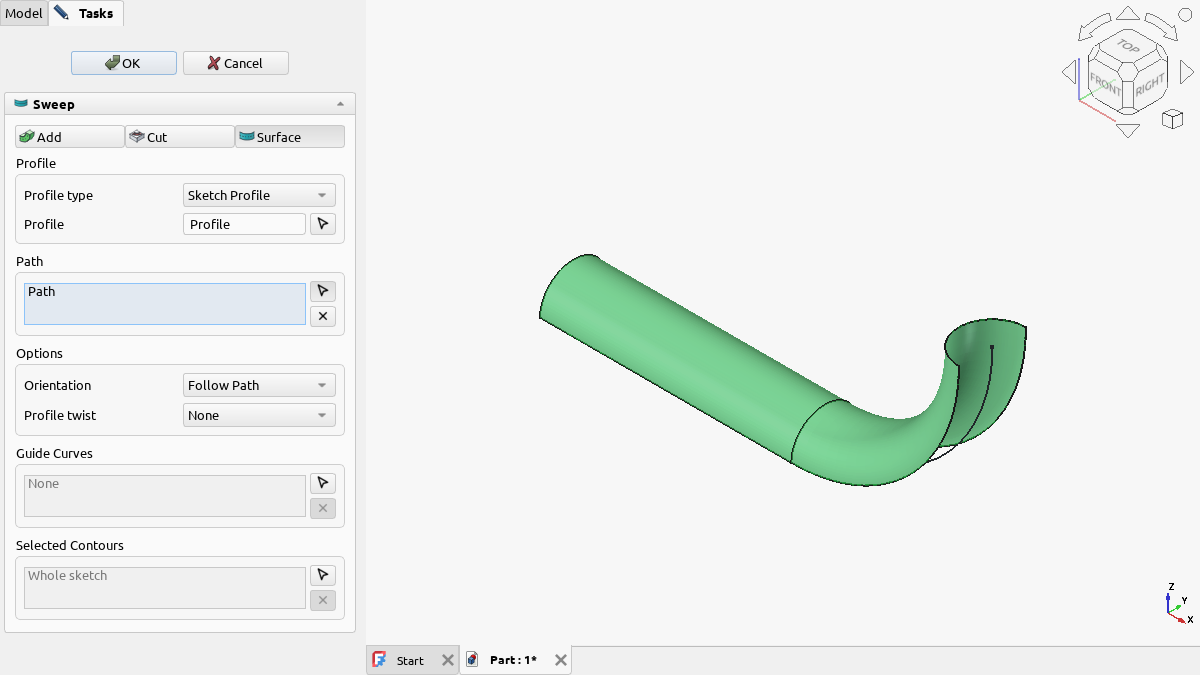 Model Tasks
OK Cancel
Sweep
Add Cut Surface
Profile
Profile type Sketch Profile
Profile Profile
Path
Path
Options
Orientation Follow Path
Profile twist None
Guide Curves
None
Selected Contours
Whole sketch
TOP
FRONT RIGHT
Z
Y
X
Start Part : 1*